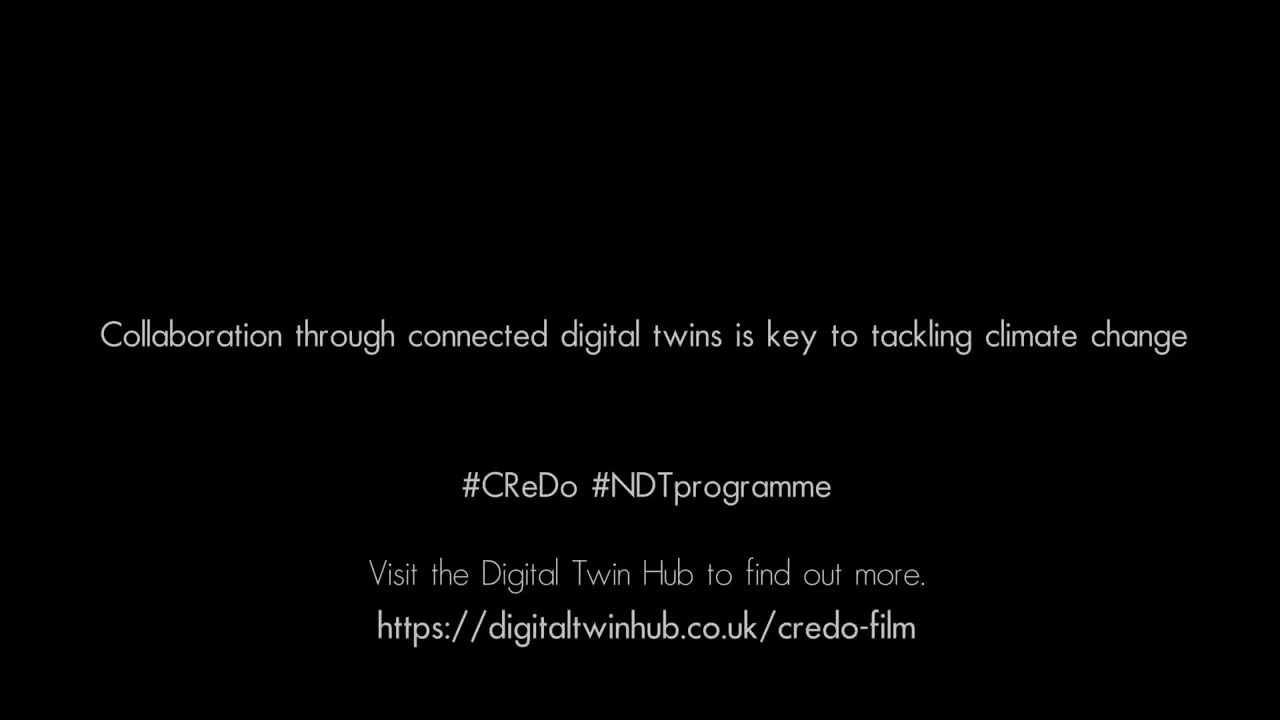 Collaboration through connected digital twins is key to tackling climate change
#CReDo #NDTprogramme
Visit the Digital Twin Hub to find out more.
https://digitaltwinhub.co.uk/credo-film